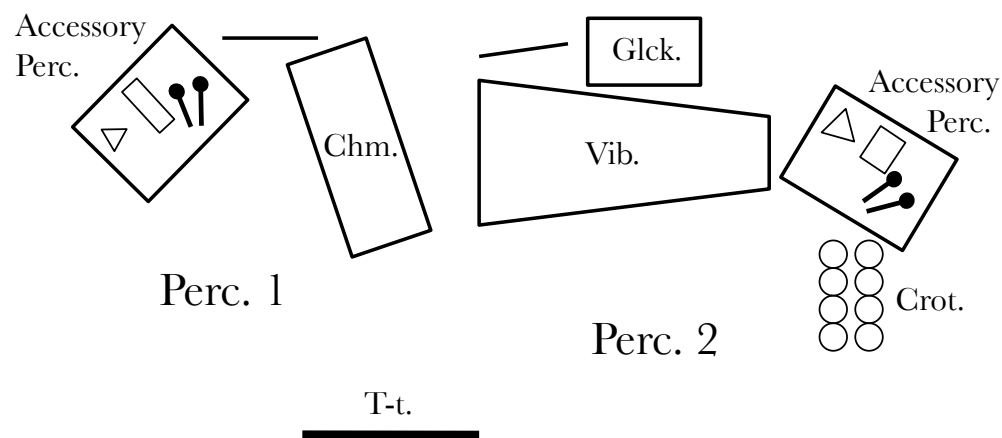 Accessory
Perc.
Glck.
Accessory
Perc.
Chm.
Vib.
Perc. 1
Crot.
Perc. 2
T-t.